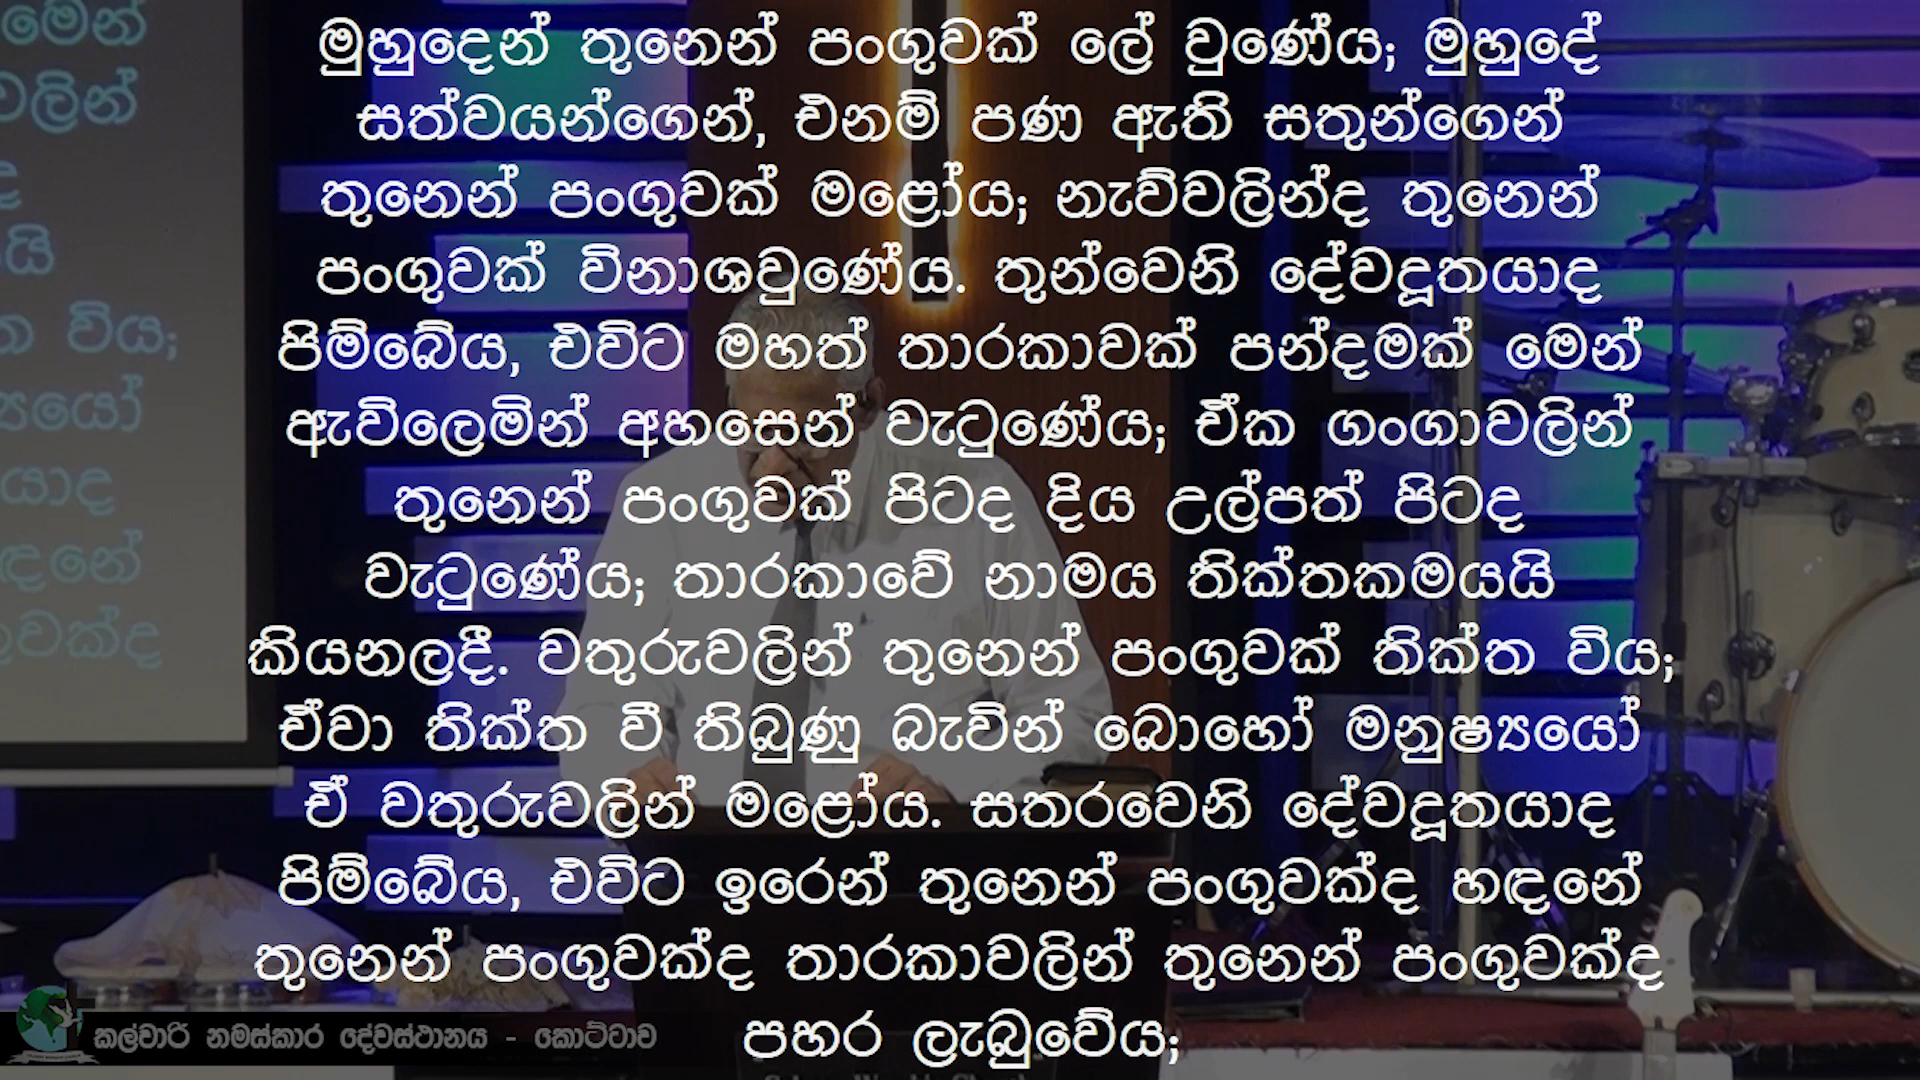 මුහුදෙන් තුනෙන් පංගුවක් ලේ වුණේය; මුහුදේ
සත්වයන්ගෙන්, එනම් පණ ඇති සතුන්ගෙන්
තුනෙන් පංගුවක් මළෝය; නැව්වලින්ද තුනෙන්
පංගුවක් විනාශවුණේය. තුන්වෙනි දේවදූතයාද
පිම්බේය, එවිට මහත් තාරකාවක් පන්දමක් මෙන්
ඇවිලෙමින් අහසෙන් වැටුණේය; ඒක ගංගාවලින්
තුනෙන් පංගුවක් පිටද දිය උල්පත් පිටද
වැටුණේය; තාරකාවේ නාමය තික්තකමයයි
කියනලදී. වතුරුවලින් තුනෙන් පංගුවක් තික්ත විය;
ඒවා තික්ත වී තිබුණු බැවින් බොහෝ මනුෂ්‍යයෝ
ඒ වතුරුවලින් මළෝය. සතරවෙනි දේවදූතයාද
පිම්බේය, එවිට ඉරෙන් තුනෙන් පංගුවක්ද හඳනේ
තුනෙන් පංගුවක්ද තාරකාවලින් තුනෙන් පංගුවක්ද
පහර ලැබුවේය;
කල්වාරි නමස්කාර දේවස්ථානය - කොට්ටාව